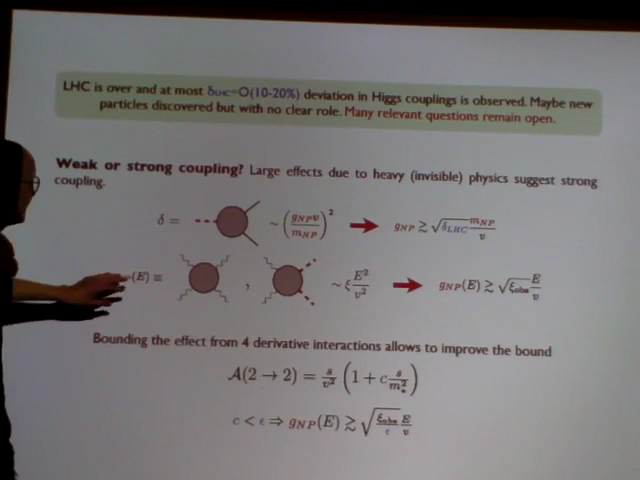 LHC is over and at most δ_LHC=O(10-20%) deviation in Higgs couplings is observed. Maybe new
particles discovered but with no clear role. Many relevant questions remain open.
Weak or strong coupling? Large effects due to heavy (invisible) physics suggest strong
coupling.
δ = ~ (g_NP v / m_NP)^2 → g_NP ≳ √δ_LHC m_NP / v
(E) ≡ , ~ ξ E^2 / v^2 → g_NP(E) ≳ √ξ_obs E / v
Bounding the effect from 4 derivative interactions allows to improve the bound
A(2 → 2) = s / v^2 (1 + c s / m_*^2)
c < ϵ ⇒ g_NP(E) ≳ √(ξ_obs / ϵ) E / v